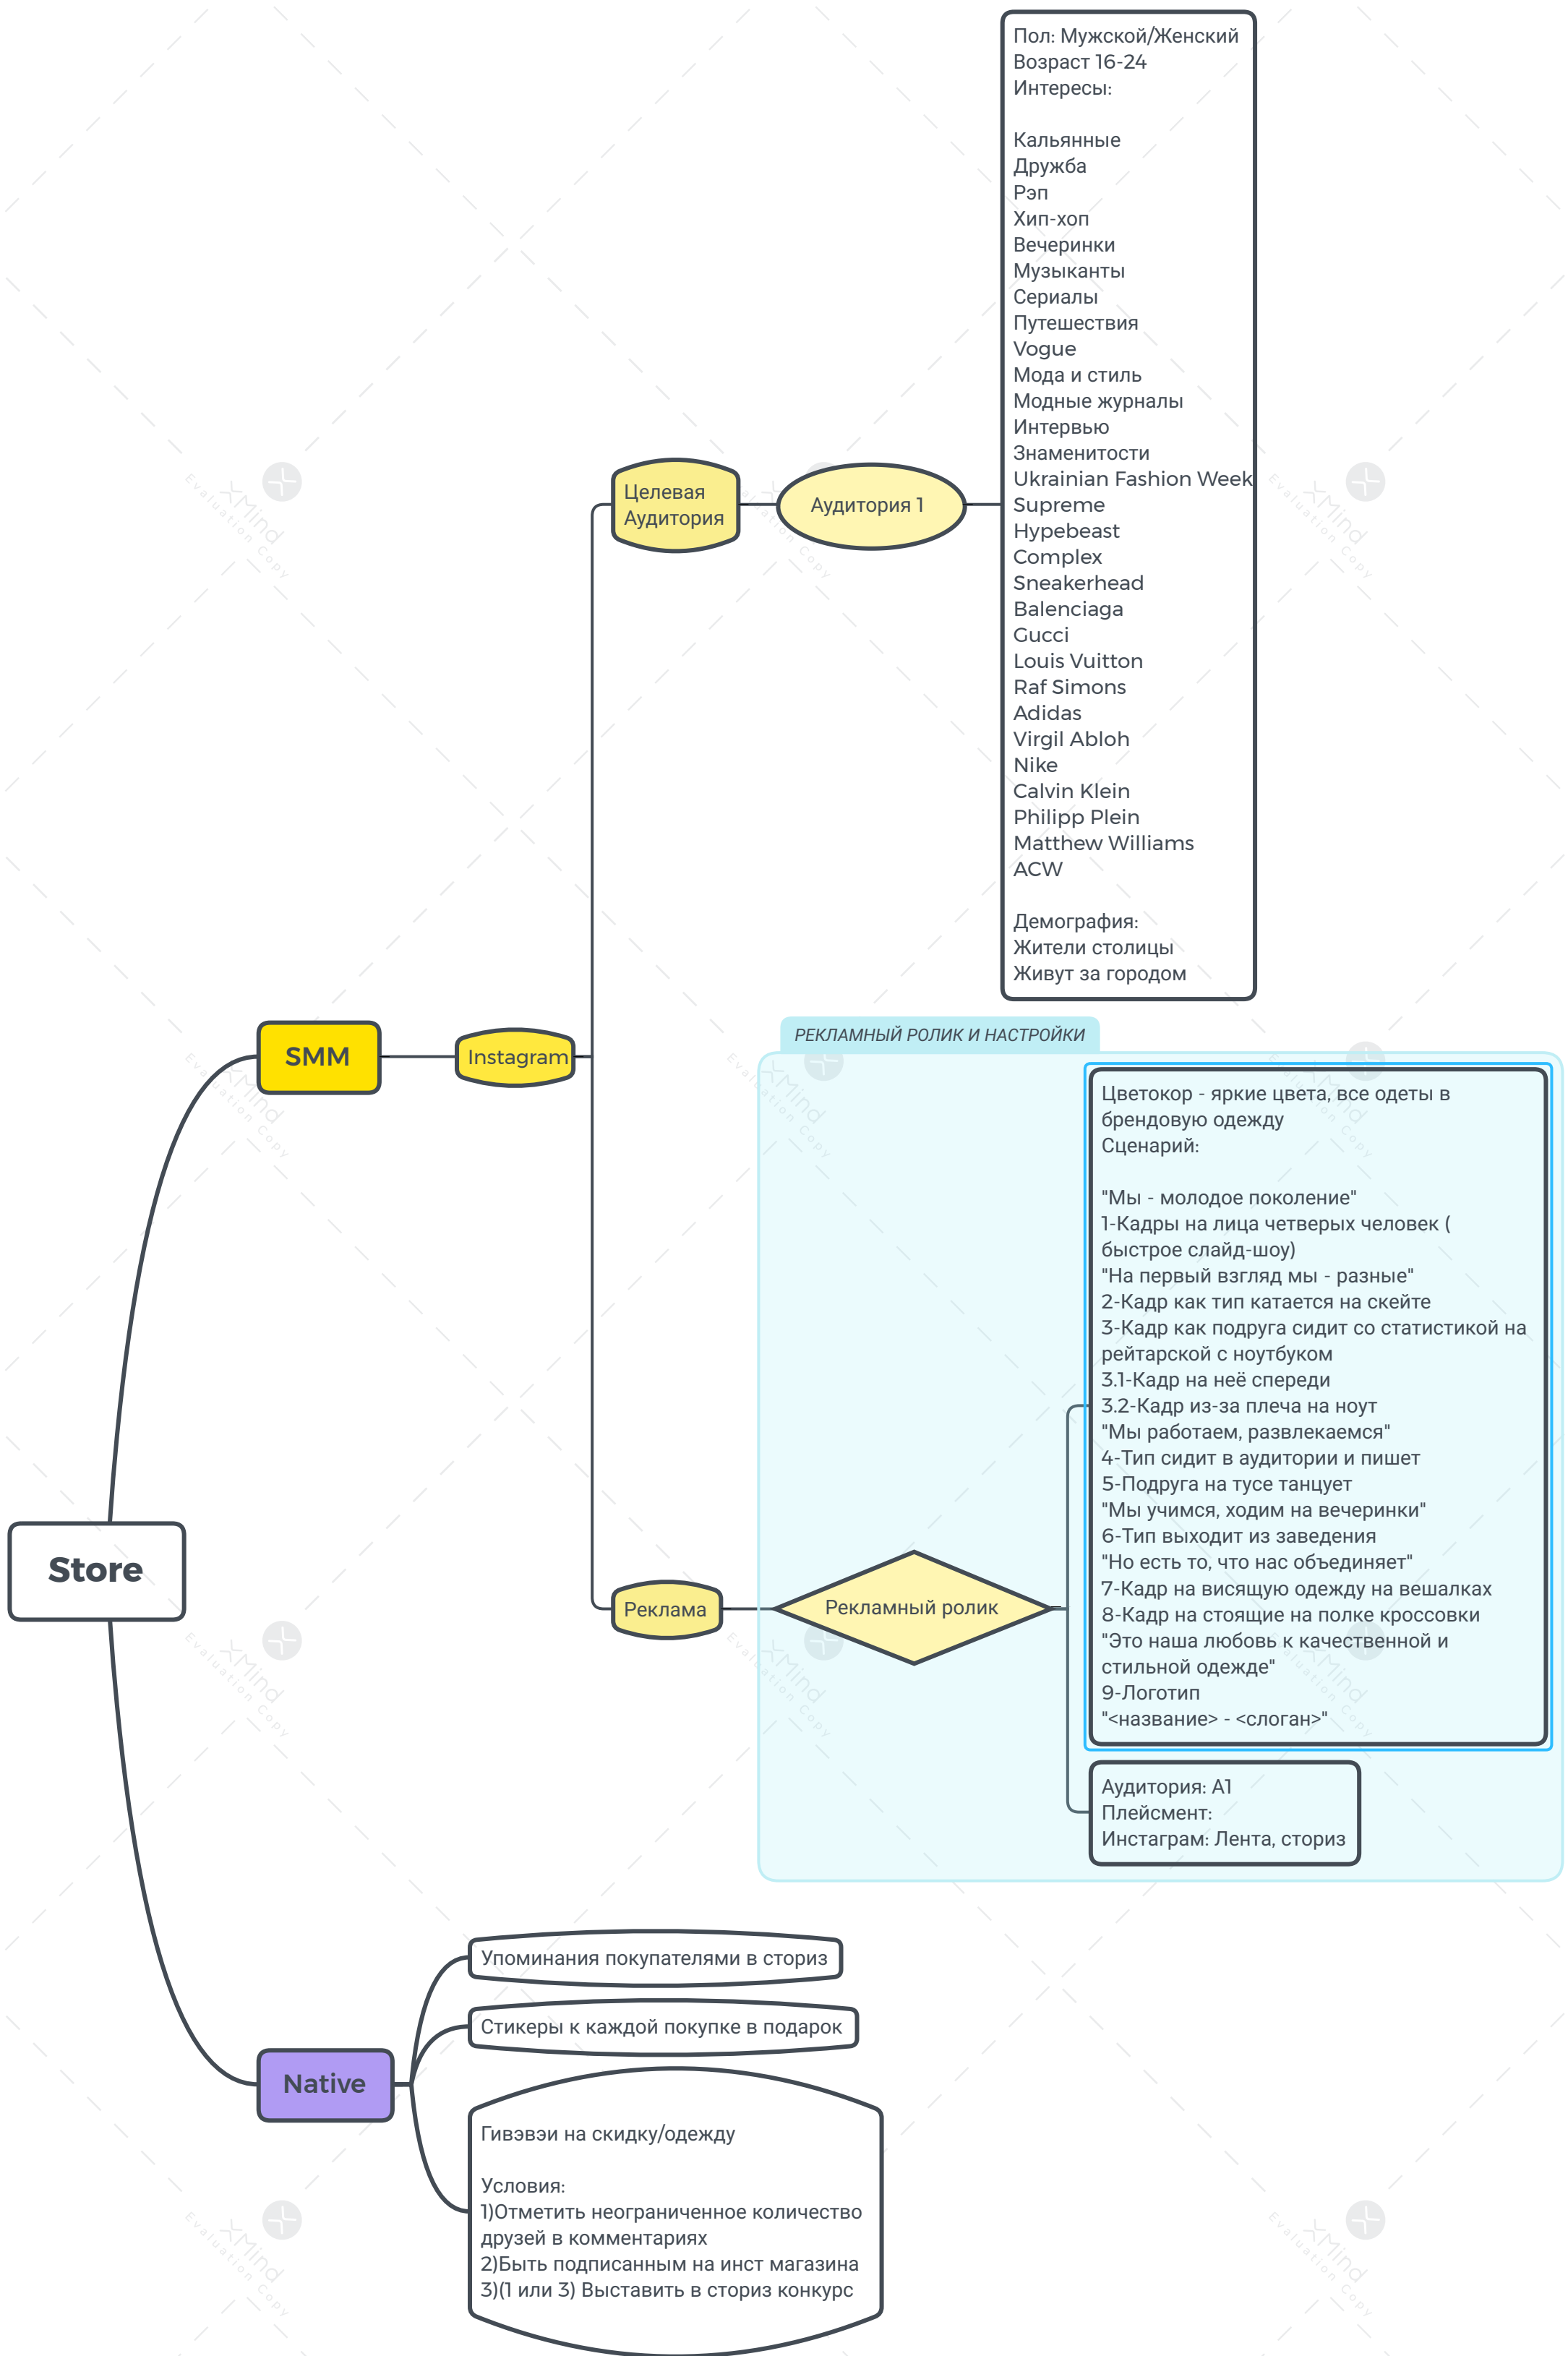 Пол: Мужской/Женский
Возраст 16-24
Интересы:
Кальянные
Дружба
Рэп
Хип-хоп
Вечеринки
Музыканты
Сериалы
Путешествия
Vogue
Мода и стиль
Модные журналы
Интервью
Знаменитости
Ukrainian Fashion Week
Supreme
Hypebeast
Complex
Sneakerhead
Balenciaga
Gucci
Louis Vuitton
Raf Simons
Adidas
Virgil Abloh
Nike
Calvin Klein
Philipp Plein
Matthew Williams
ACW
Демография:
Жители столицы
Живут за городом
Целевая
Аудитория
Аудитория 1
SMM
Instagram
РЕКЛАМНЫЙ РОЛИК И НАСТРОЙКИ
Цветокор - яркие цвета, все одеты в
брендовую одежду
Сценарий:
"Мы - молодое поколение"
1-Кадры на лица четверых человек (
быстрое слайд-шоу)
"На первый взгляд мы - разные"
2-Кадр как тип катается на скейте
3-Кадр как подруга сидит со статистикой на
рейтарской с ноутбуком
3.1-Кадр на неё спереди
3.2-Кадр из-за плеча на ноут
"Мы работаем, развлекаемся"
4-Тип сидит в аудитории и пишет
5-Подруга на тусе танцует
"Мы учимся, ходим на вечеринки"
6-Тип выходит из заведения
"Но есть то, что нас объединяет"
7-Кадр на висящую одежду на вешалках
8-Кадр на стоящие на полке кроссовки
"Это наша любовь к качественной и
стильной одежде"
9-Логотип
"<название> - <слоган>"
Store
Реклама
Рекламный ролик
Аудитория: А1
Плейсмент:
Инстаграм: Лента, сториз
Native
Упоминания покупателями в сториз
Стикеры к каждой покупке в подарок
Гивэвэи на скидку/одежду
Условия:
1)Отметить неограниченное количество
друзей в комментариях
2)Быть подписанным на инст магазина
3)(1 или 3) Выставить в сториз конкурс
XMind
Evaluation Copy